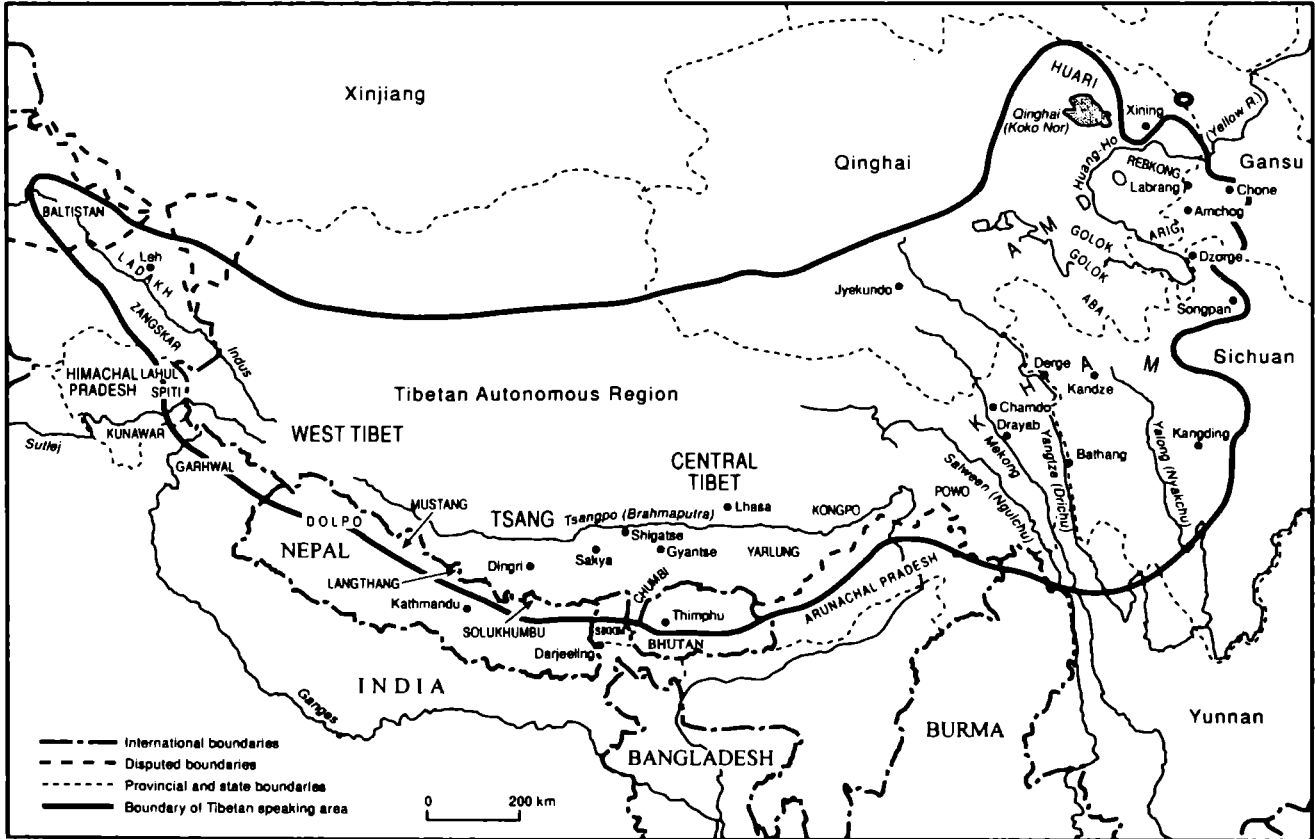 Xinjiang
HUARI
Qinghai
(Koko Nor)
Xining
(Yellow R.)
Huang-Ho
Qinghai
Gansu
REBKONG
Labrang
Chone
Amchog
ARIG
A M D
GOLOK
GOLOK
Dzorge
ABA
Songpan
Jyekundo
BALTISTAN
Leh
LADAKH
ZANGSKAR
Indus
HIMACHAL
PRADESH
LAHUL
SPITI
KUNAWAR
Sutlej
GARHWAL
WEST TIBET
Tibetan Autonomous Region
Sichuan
Derge
Kandze
K H A M
Chamdo
Drayab
Mekong
Yangtze (Drichu)
Bathang
Yalong (Nyakchu)
Kangding
Salween (Ngulchu)
CENTRAL
TIBET
Lhasa
KONGPO
POWO
MUSTANG
TSANG
Tsangpo (Brahmaputra)
DOLPO
Shigatse
Sakya
Gyantse
YARLUNG
NEPAL
Dingri
LANGTHANG
CHUMBI
Kathmandu
SOLUKHUMBU
SIKKIM
Thimphu
BHUTAN
Darjeeling
ARUNACHAL PRADESH
INDIA
Ganges
BURMA
Yunnan
BANGLADESH
International boundaries
Disputed boundaries
Provincial and state boundaries
Boundary of Tibetan speaking area
0 200 km